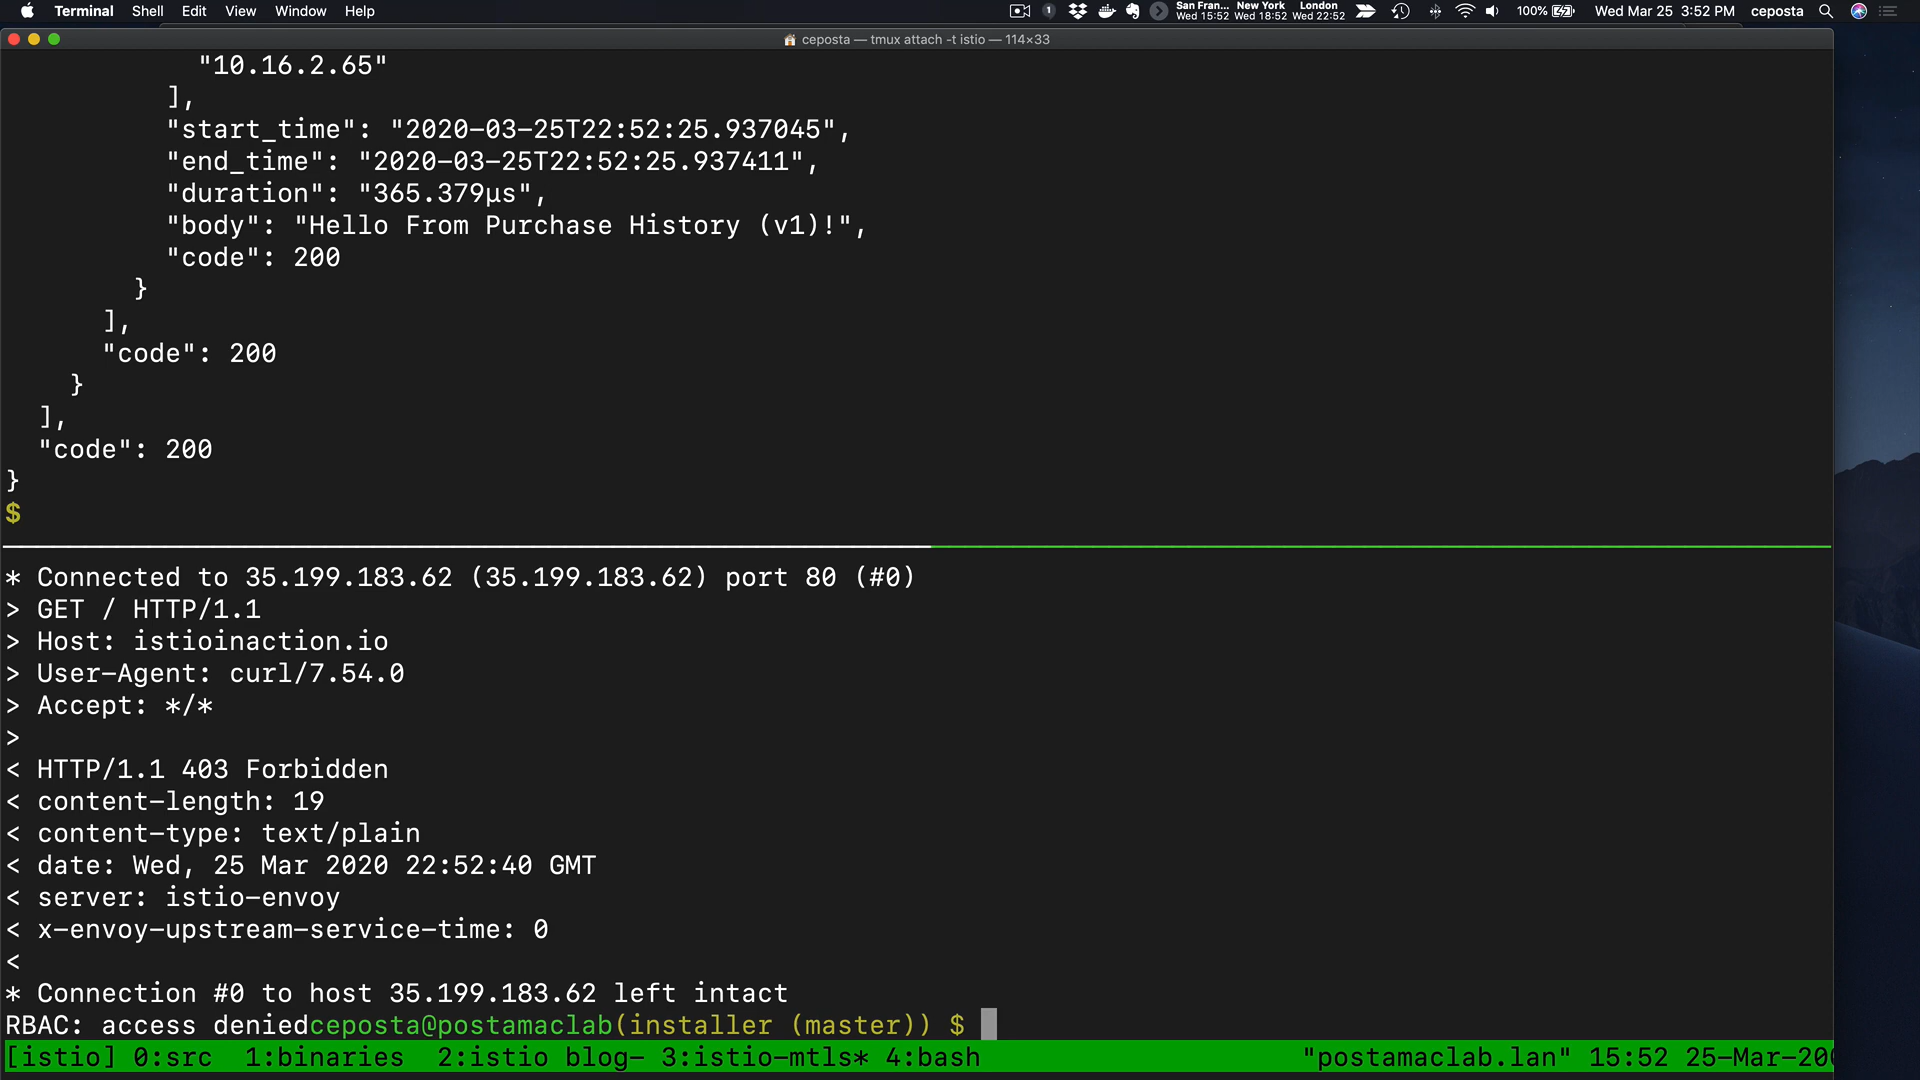 Terminal Shell Edit View Window Help 1 San Fran... Wed 15:52 New York Wed 18:52 London Wed 22:52 100% Wed Mar 25 3:52 PM ceposta
ceposta — tmux attach -t istio — 114×33
"10.16.2.65"
],
"start_time": "2020-03-25T22:52:25.937045",
"end_time": "2020-03-25T22:52:25.937411",
"duration": "365.379µs",
"body": "Hello From Purchase History (v1)!",
"code": 200
}
],
"code": 200
}
],
"code": 200
}
$
* Connected to 35.199.183.62 (35.199.183.62) port 80 (#0)
> GET / HTTP/1.1
> Host: istioinaction.io
> User-Agent: curl/7.54.0
> Accept: */*
>
< HTTP/1.1 403 Forbidden
< content-length: 19
< content-type: text/plain
< date: Wed, 25 Mar 2020 22:52:40 GMT
< server: istio-envoy
< x-envoy-upstream-service-time: 0
<
* Connection #0 to host 35.199.183.62 left intact
RBAC: access deniedceposta@postamaclab(installer (master)) $
[istio] 0:src 1:binaries 2:istio blog- 3:istio-mtls* 4:bash "postamaclab.lan" 15:52 25-Mar-20